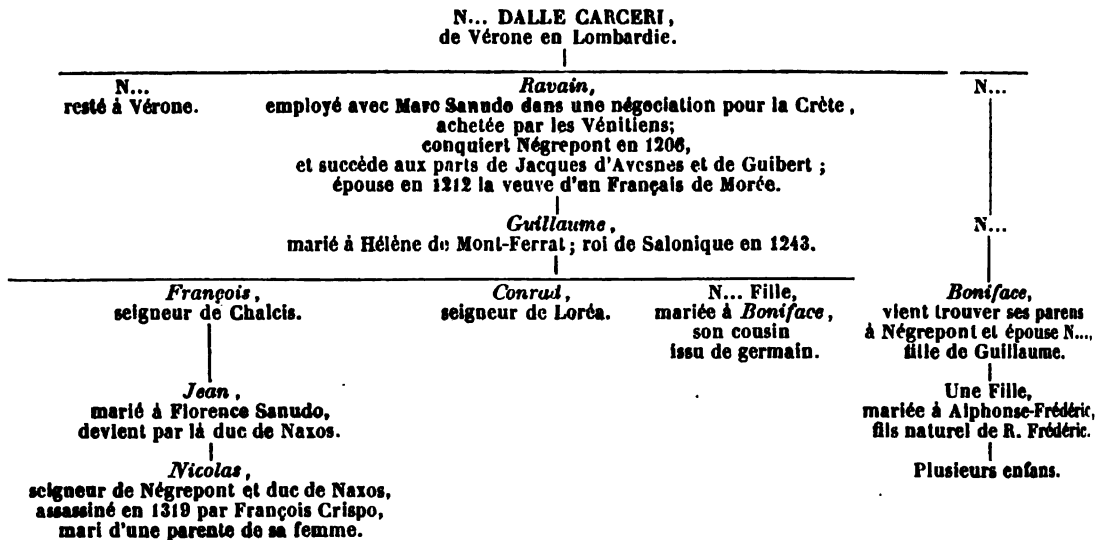 N... DALLE CARCERI,
de Vérone en Lombardie.
N...
resté à Vérone.
Ravain,
employé avec Marc Sanudo dans une négociation pour la Crète,
achetée par les Vénitiens;
conquiert Négrepont en 1206,
et succède aux parts de Jacques d'Avesnes et de Guibert;
épouse en 1212 la veuve d'un Français de Morée.
N...
Guillaume,
marié à Hélène de Mont-Ferrat; roi de Salonique en 1243.
N...
François,
seigneur de Chalcis.
Conrad,
seigneur de Loréa.
N... Fille,
mariée à Boniface,
son cousin
issu de germain.
Boniface,
vient trouver ses parens
à Négrepont et épouse N...,
fille de Guillaume.
Jean,
marié à Florence Sanudo,
devient par là duc de Naxos.
Une Fille,
mariée à Alphonse-Frédéric,
fils naturel de R. Frédéric.
Nicolas,
seigneur de Négrepont et duc de Naxos,
assassiné en 1319 par François Crispo,
mari d'une parente de sa femme.
Plusieurs enfans.